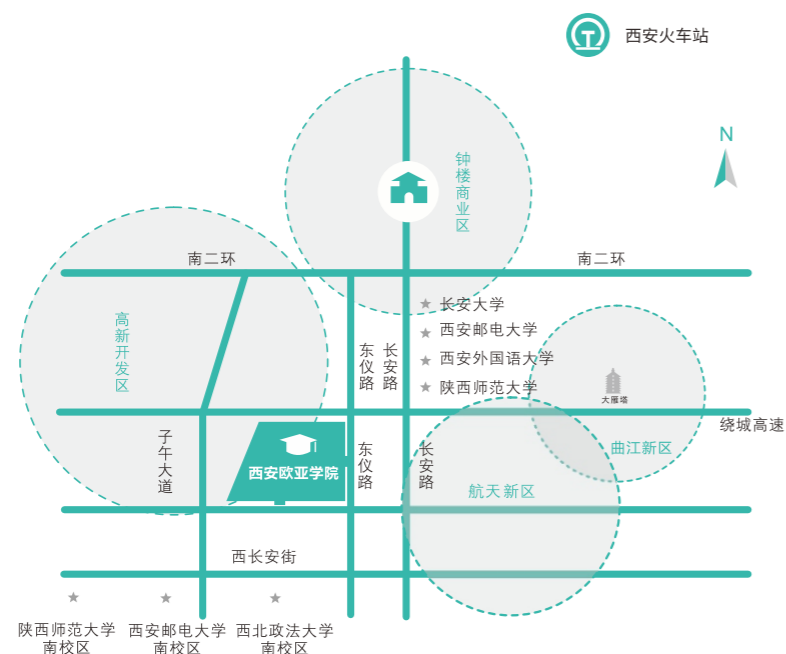 西安火车站
N
钟楼商业区
南二环
南二环
高新开发区
长安大学
西安邮电大学
西安外国语大学
陕西师范大学
东仪路
长安路
大雁塔
绕城高速
子午大道
西安欧亚学院
东仪路
长安路
曲江新区
航天新区
西长安街
陕西师范大学
南校区
西安邮电大学
南校区
西北政法大学
南校区